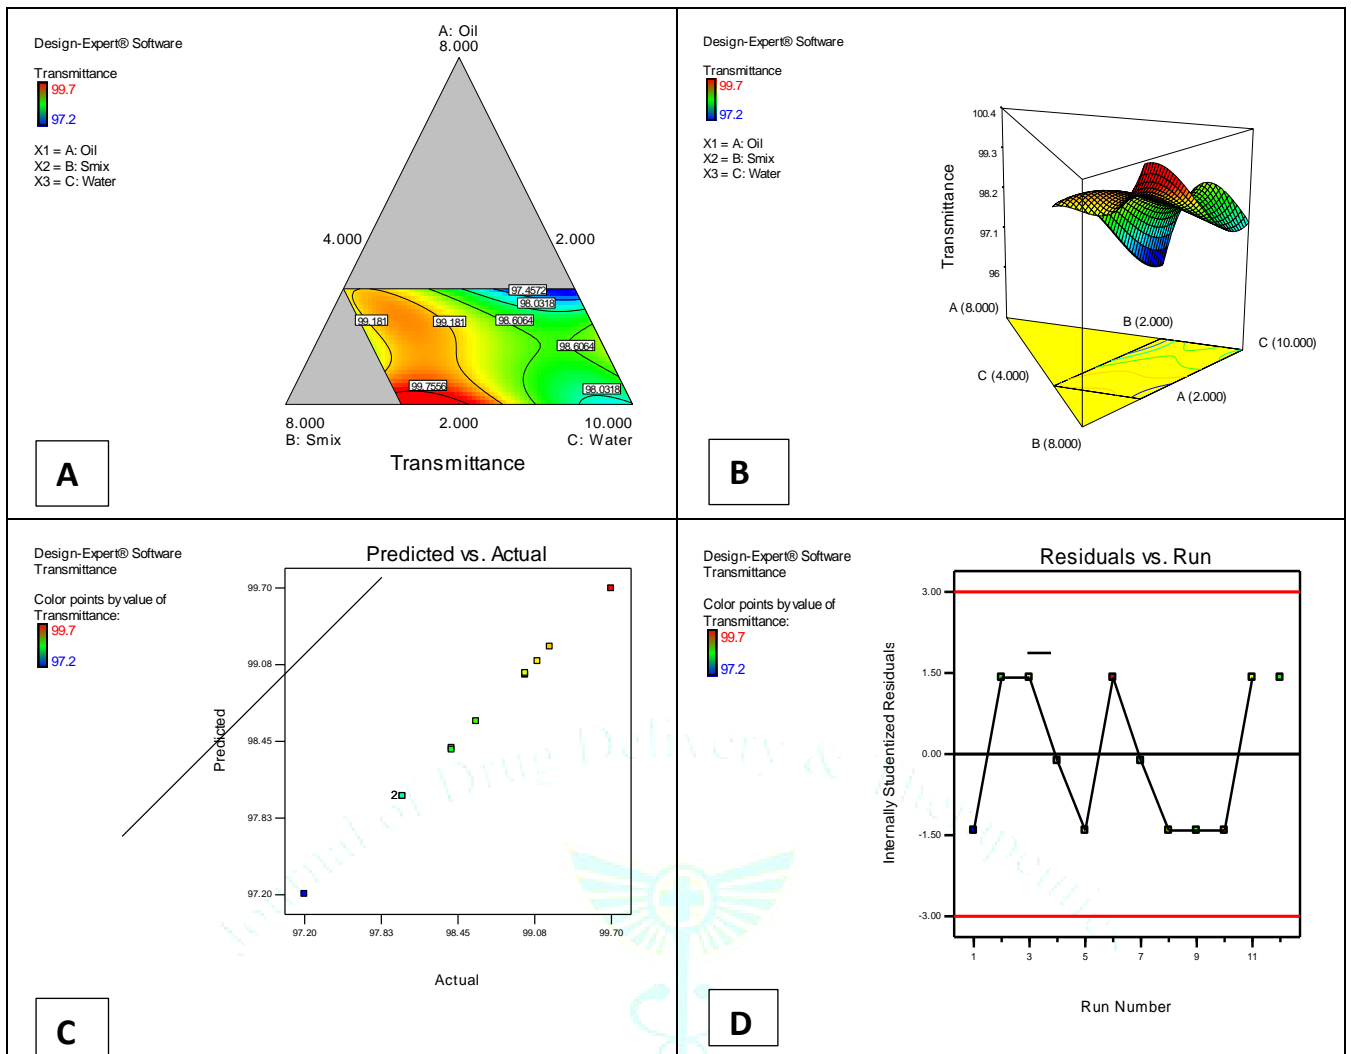 Design-Expert® Software
Transmittance
99.7
97.2
X1 = A: Oil
X2 = B: Smix
X3 = C: Water
A: Oil
8.000
4.000
2.000
97.4572
98.0318
99.181
99.181
98.6064
98.6064
99.7556
98.0318
8.000
2.000
10.000
B: Smix
C: Water
Transmittance
A
Design-Expert® Software
Transmittance
99.7
97.2
X1 = A: Oil
X2 = B: Smix
X3 = C: Water
100.4
99.3
98.2
97.1
96
Transmittance
A (8.000)
B (2.000)
C (10.000)
C (4.000)
A (2.000)
B (8.000)
B
Design-Expert® Software
Transmittance
Color points by value of
Transmittance:
99.7
97.2
Predicted vs. Actual
99.70
99.08
98.45
97.83
97.20
Predicted
2
97.20
97.83
98.45
99.08
99.70
Actual
C
Design-Expert® Software
Transmittance
Color points by value of
Transmittance:
99.7
97.2
Residuals vs. Run
3.00
1.50
0.00
-1.50
-3.00
Internally Studentized Residuals
1
3
5
7
9
11
Run Number
D
Journal of Drug Delivery & Therapeutics